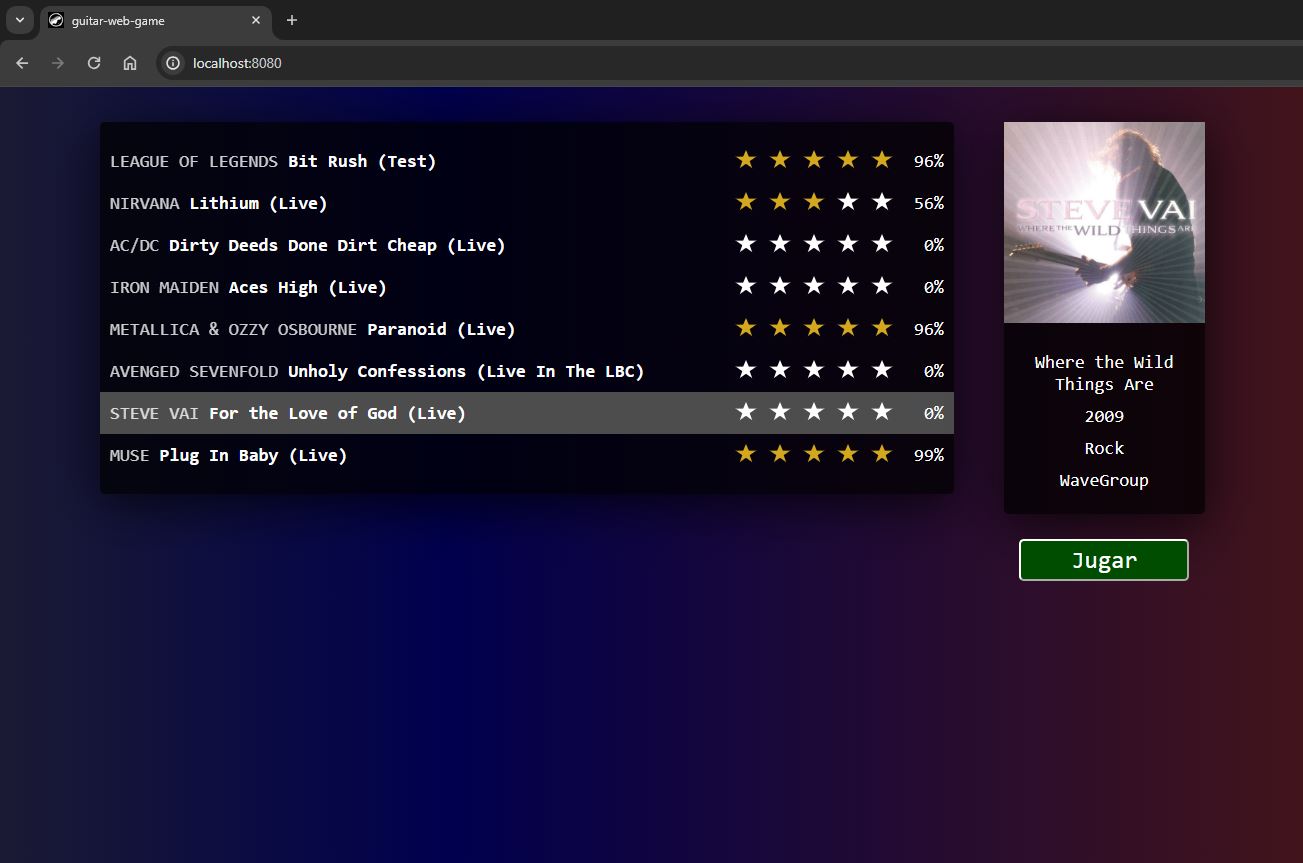 guitar-web-game
localhost:8080
LEAGUE OF LEGENDS Bit Rush (Test) ★ ★ ★ ★ ★ 96%
NIRVANA Lithium (Live) ★ ★ ★ ★ ★ 56%
AC/DC Dirty Deeds Done Dirt Cheap (Live) ★ ★ ★ ★ ★ 0%
IRON MAIDEN Aces High (Live) ★ ★ ★ ★ ★ 0%
METALLICA & OZZY OSBOURNE Paranoid (Live) ★ ★ ★ ★ ★ 96%
AVENGED SEVENFOLD Unholy Confessions (Live In The LBC) ★ ★ ★ ★ ★ 0%
STEVE VAI For the Love of God (Live) ★ ★ ★ ★ ★ 0%
MUSE Plug In Baby (Live) ★ ★ ★ ★ ★ 99%
STEVE VAI
WHERE THE WILD THINGS ARE
Where the Wild
Things Are
2009
Rock
WaveGroup
Jugar